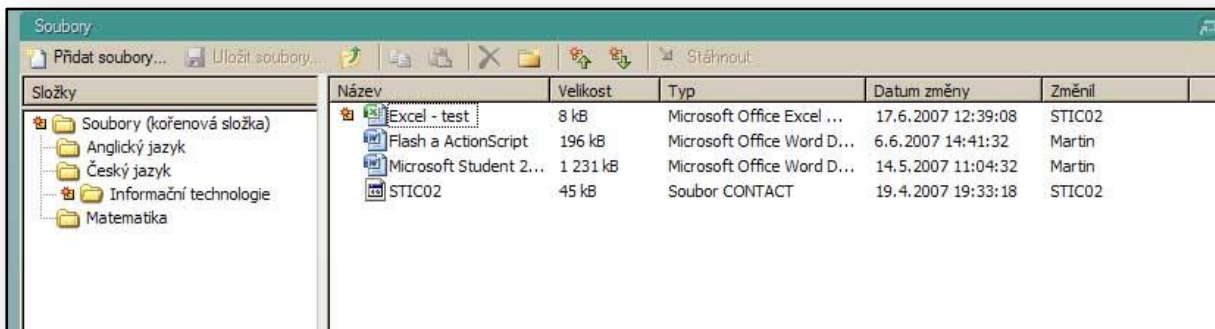 Soubory
Přidat soubory... Uložit soubory... Stáhnout
Složky
Soubory (kořenová složka)
Anglický jazyk
Český jazyk
Informační technologie
Matematika
Název Velikost Typ Datum změny Změnil
Excel - test 8 kB Microsoft Office Excel ... 17.6.2007 12:39:08 STIC02
Flash a ActionScript 196 kB Microsoft Office Word D... 6.6.2007 14:41:32 Martin
Microsoft Student 2... 1 231 kB Microsoft Office Word D... 14.5.2007 11:04:32 Martin
STIC02 45 kB Soubor CONTACT 19.4.2007 19:33:18 STIC02